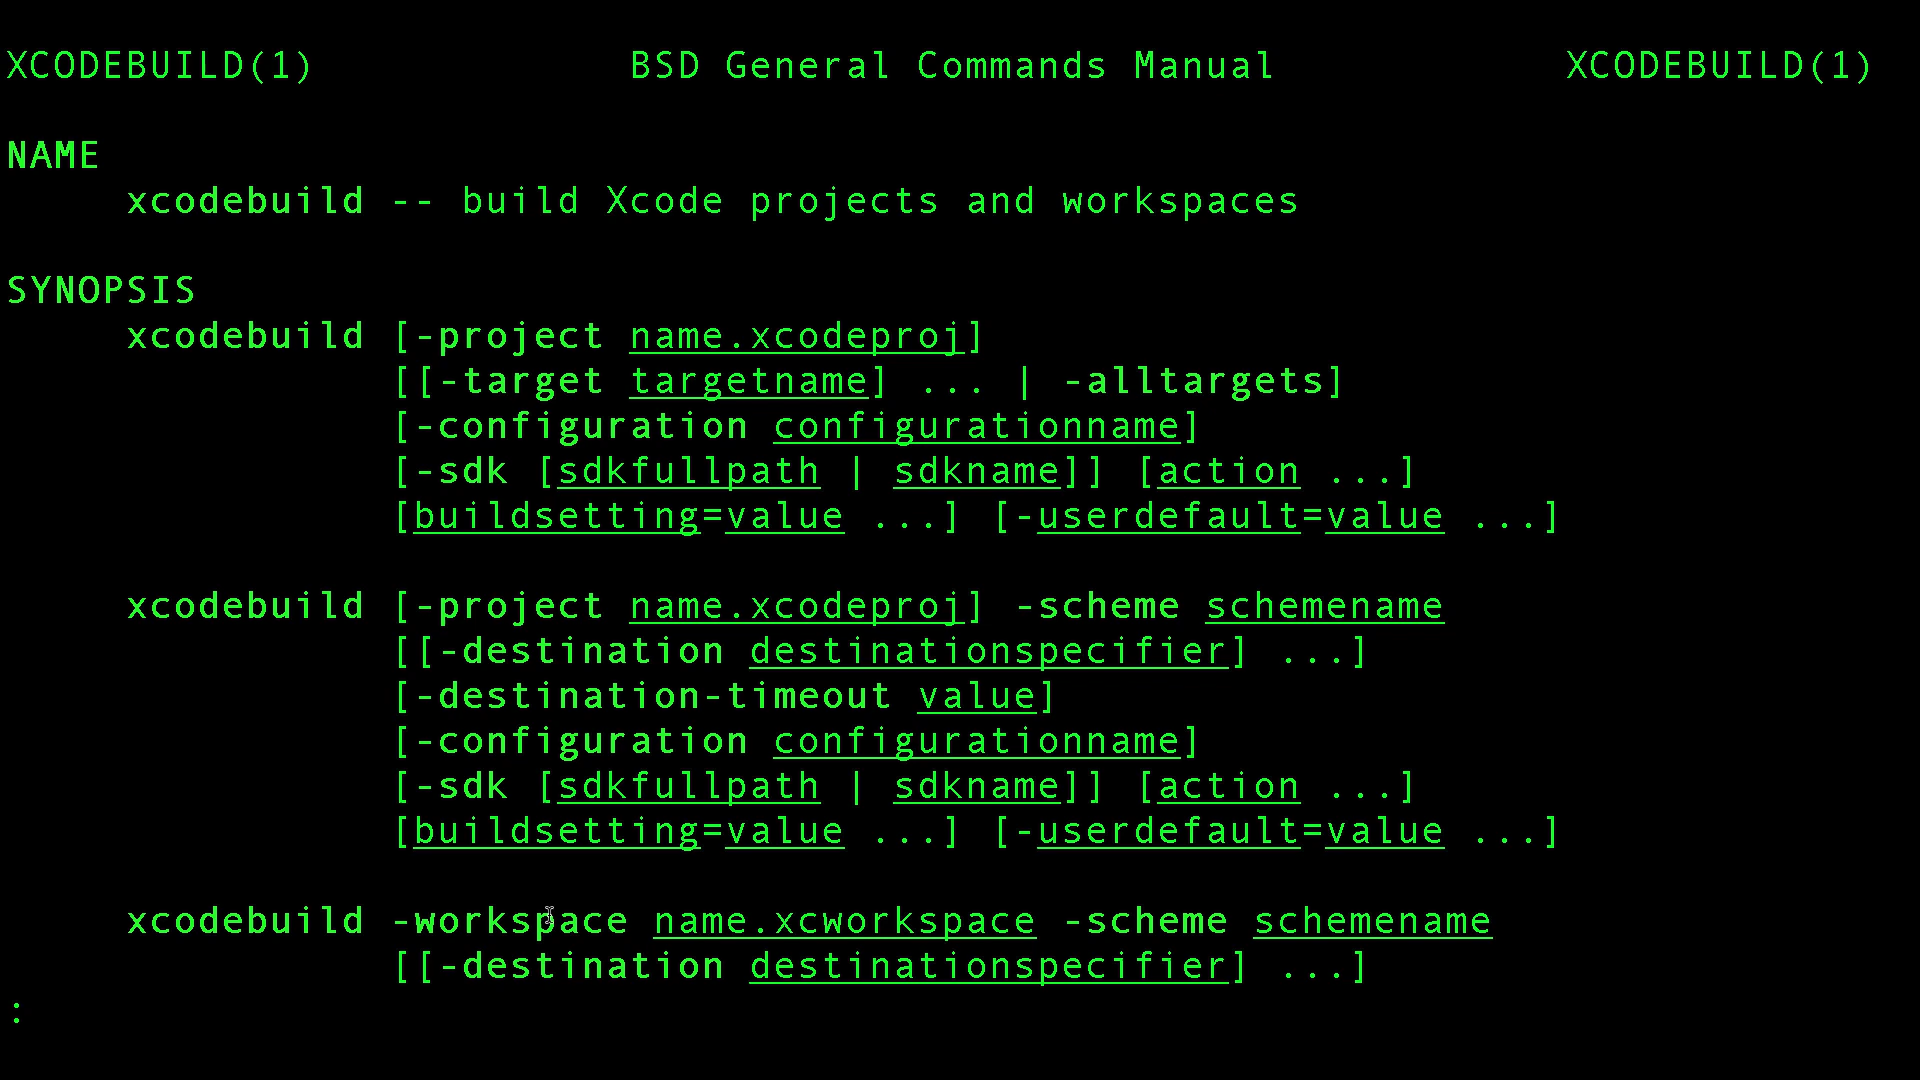 XCODEBUILD(1)             BSD General Commands Manual            XCODEBUILD(1)
NAME
xcodebuild -- build Xcode projects and workspaces
SYNOPSIS
xcodebuild [-project name.xcodeproj]
[[-target targetname] ... | -alltargets]
[-configuration configurationname]
[-sdk [sdkfullpath | sdkname]] [action ...]
[buildsetting=value ...] [-userdefault=value ...]
xcodebuild [-project name.xcodeproj] -scheme schemename
[[-destination destinationspecifier] ...]
[-destination-timeout value]
[-configuration configurationname]
[-sdk [sdkfullpath | sdkname]] [action ...]
[buildsetting=value ...] [-userdefault=value ...]
xcodebuild -workspace name.xcworkspace -scheme schemename
[[-destination destinationspecifier] ...]
: